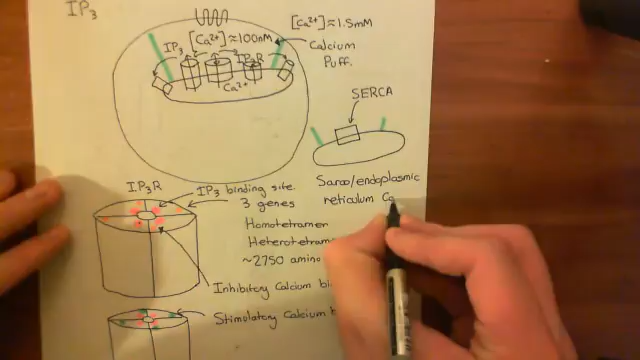 IP3
[Ca²⁺] ≈ 1.5mM
Calcium
Puff.
IP3 [Ca²⁺] ≈ 100nM
IP3R
Ca²⁺
SERCA
Sarco/endoplasmic
reticulum Ca
IP3R
IP3 binding site.
3 genes
Homotetramer
Heterotetram
~2750 amino
Inhibitory Calcium bi
Stimulatory Calcium